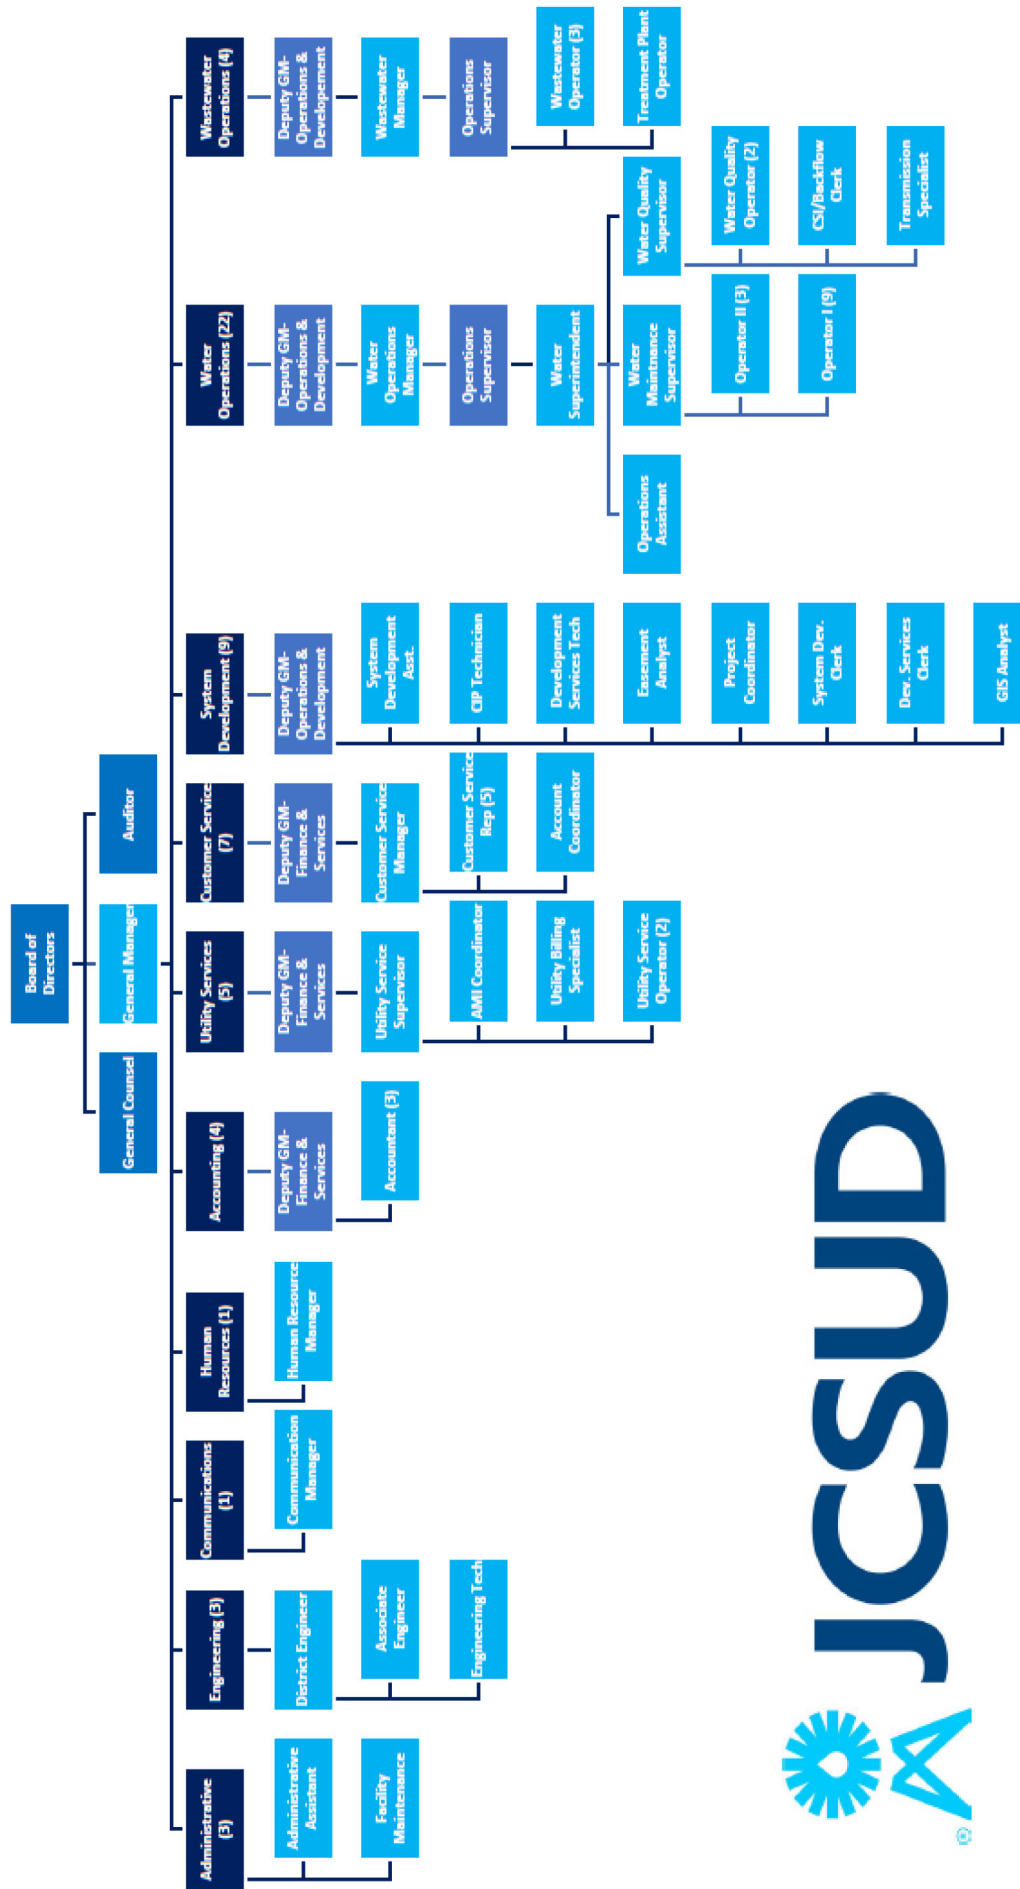 Board of
Directors
General Counsel
General Manager
Auditor
Administrative
(3)
Administrative
Assistant
Facility
Maintenance
Engineering (3)
District Engineer
Associate
Engineer
Engineering Tech
Communications
(1)
Communication
Manager
Human
Resources (1)
Human Resource
Manager
Accounting (4)
Deputy GM-
Finance &
Services
Accountant (3)
Utility Services
(5)
Deputy GM-
Finance &
Services
Utility Service
Supervisor
AMI Coordinator
Utility Billing
Specialist
Utility Service
Operator (2)
Customer Service
(7)
Deputy GM-
Finance &
Services
Customer Service
Manager
Customer Service
Rep (5)
Account
Coordinator
System
Development (9)
Deputy GM-
Operations &
Development
System
Development
Asst.
CIP Technician
Development
Services Tech
Easement
Analyst
Project
Coordinator
System Dev.
Clerk
Dev. Services
Clerk
GIS Analyst
Water
Operations (22)
Deputy GM-
Operations &
Development
Water
Operations
Manager
Operations
Supervisor
Water
Superintendent
Operations
Assistant
Water
Maintnance
Supervisor
Operator II (3)
Operator I (9)
Water Quality
Supervisor
Water Quality
Operator (2)
CSI/Backflow
Clerk
Transmission
Specialist
Wastewater
Operations (4)
Deputy GM-
Operations &
Developement
Wastewater
Manager
Operations
Supervisor
Wastewater
Operator (3)
Treatment Plant
Operator
JCSUD
®